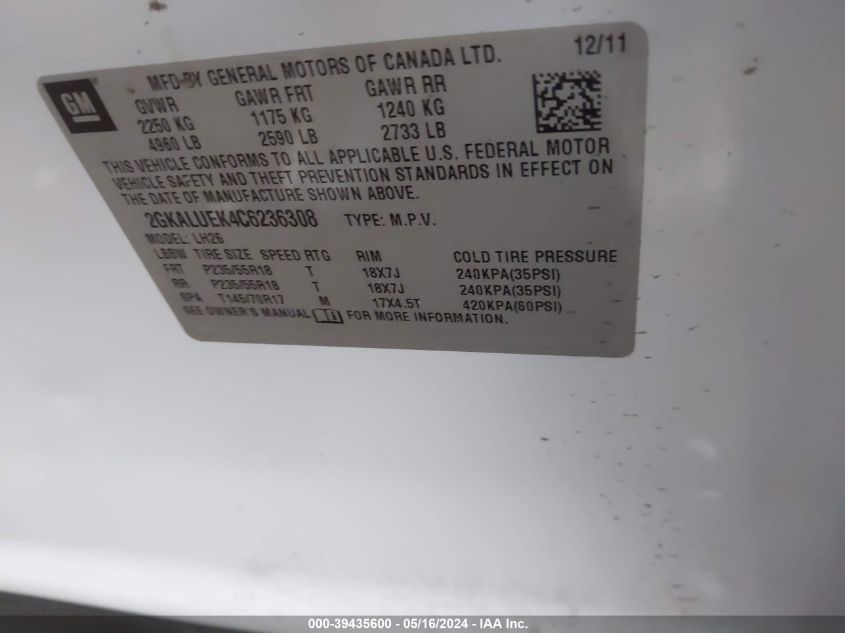 12/11
GM MFD BY GENERAL MOTORS OF CANADA LTD.
GVWR GAWR FRT GAWR RR
2250 KG 1175 KG 1240 KG
4960 LB 2590 LB 2733 LB
THIS VEHICLE CONFORMS TO ALL APPLICABLE U.S. FEDERAL MOTOR
VEHICLE SAFETY AND THEFT PREVENTION STANDARDS IN EFFECT ON
THE DATE OF MANUFACTURE SHOWN ABOVE.
2GKALUEK4C6236308 TYPE: M.P.V.
MODEL: LH26
LBBW TIRE SIZE SPEED RTG RIM COLD TIRE PRESSURE
FRT P235/55R18 T 18X7J 240KPA(35PSI)
RR P235/55R18 T 18X7J 240KPA(35PSI)
SPA T145/70R17 M 17X4.5T 420KPA(60PSI)
SEE OWNER'S MANUAL FOR MORE INFORMATION.
000-39435600 - 05/16/2024 - IAA Inc.